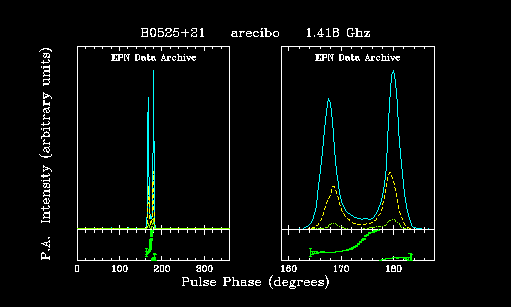 B0525+21 arecibo 1.418 Ghz
EPN Data Archive EPN Data Archive
P.A. Intensity (arbitrary units)
0 100 200 300 160 170 180
Pulse Phase (degrees)